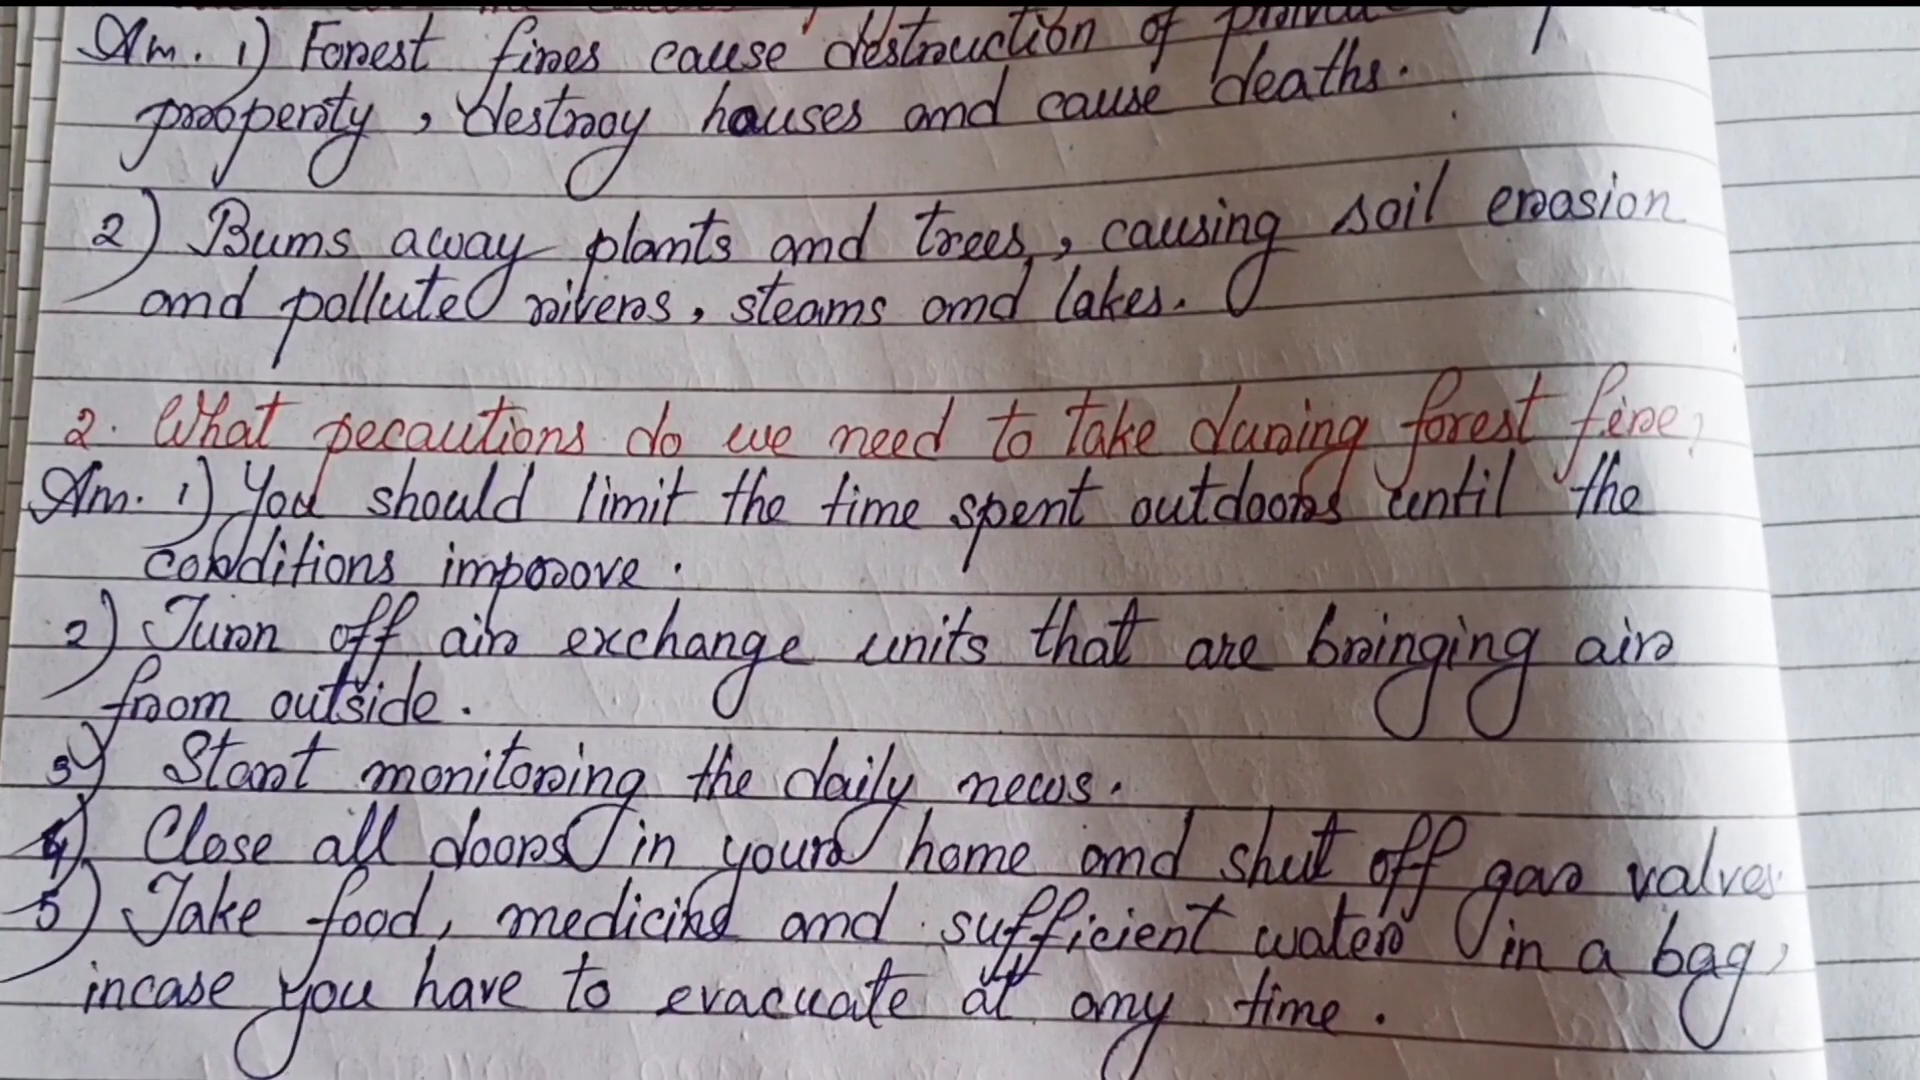 Ans. 1) Forest fires cause destruction of
property, destroy houses and cause deaths.
2) Burns away plants and trees, causing soil erosion
and pollute rivers, steams and lakes.
2. What pecautions do we need to take during forest fire,
Ans. 1) You should limit the time spent outdoors until the
conditions improve.
2) Turn off air exchange units that are bringing air
from outside.
3) Start monitoring the daily news.
4) Close all doors in your home and shut off gas valves
5) Take food, and sufficient water in a bag,
incase you have to evacuate at any time.